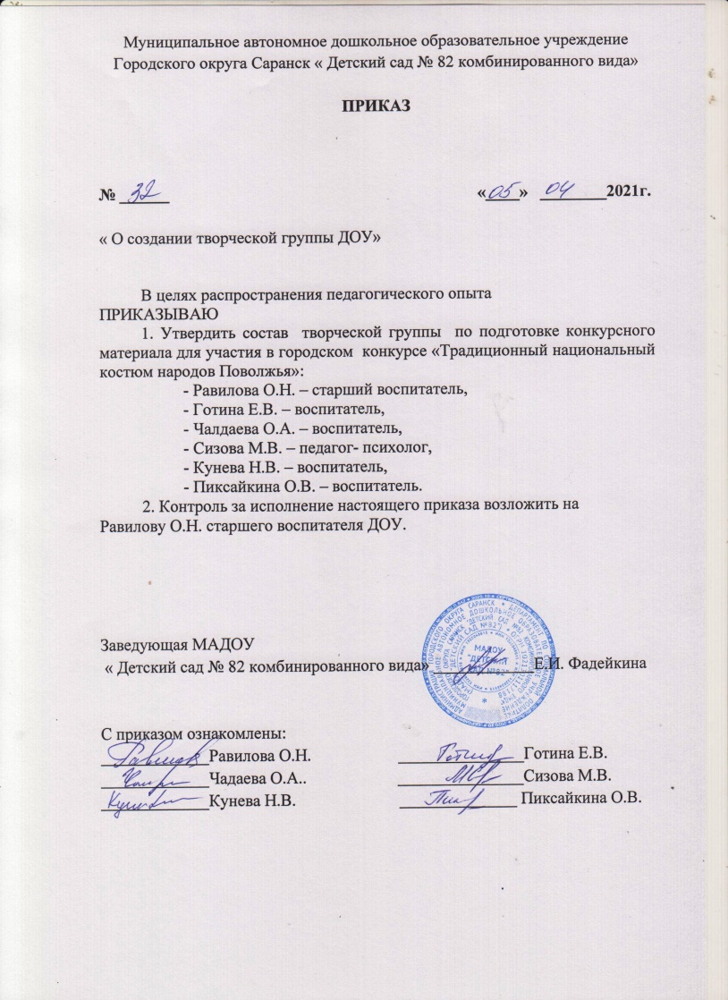 Муниципальное автономное дошкольное образовательное учреждение
Городского округа Саранск « Детский сад № 82 комбинированного вида»
ПРИКАЗ
№ 32 «05» 04 2021г.
« О создании творческой группы ДОУ»
В целях распространения педагогического опыта
ПРИКАЗЫВАЮ
1. Утвердить состав творческой группы по подготовке конкурсного
материала для участия в городском конкурсе «Традиционный национальный
костюм народов Поволжья»:
- Равилова О.Н. – старший воспитатель,
- Готина Е.В. – воспитатель,
- Чалдаева О.А. – воспитатель,
- Сизова М.В. – педагог- психолог,
- Кунева Н.В. – воспитатель,
- Пиксайкина О.В. – воспитатель.
2. Контроль за исполнение настоящего приказа возложить на
Равилову О.Н. старшего воспитателя ДОУ.
Заведующая МАДОУ
« Детский сад № 82 комбинированного вида» Е.И. Фадейкина
МАДОУ
"ДЕТСКИЙ
САД №82"
С приказом ознакомлены:
Равилова О.Н. Готина Е.В.
Чадаева О.А.. Сизова М.В.
Кунева Н.В. Пиксайкина О.В.